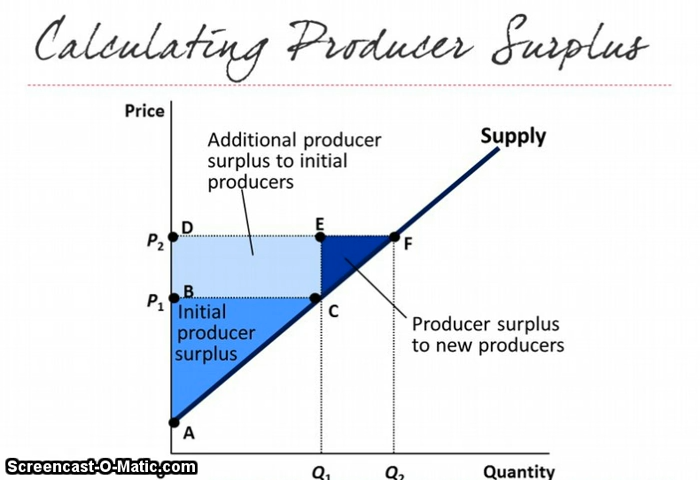 Calculating Producer Surplus
Price
Supply
Additional producer
surplus to initial
producers
D
E
P2
F
B
P1
C
Initial
producer
surplus
Producer surplus
to new producers
A
Screencast-O-Matic.com
Q1
Q2
Quantity